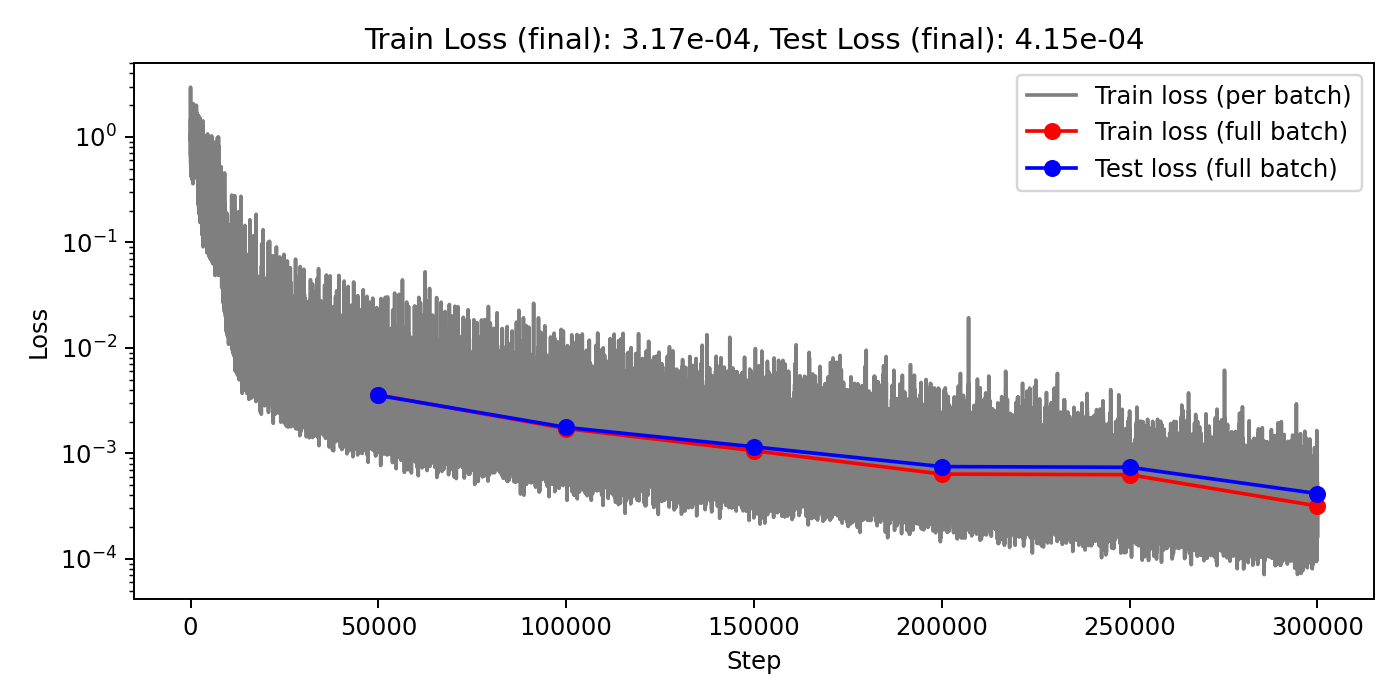 Train Loss (final): 3.17e-04, Test Loss (final): 4.15e-04
Train loss (per batch)
Train loss (full batch)
Test loss (full batch)
Loss
10⁰
10⁻¹
10⁻²
10⁻³
10⁻⁴
0 50000 100000 150000 200000 250000 300000
Step